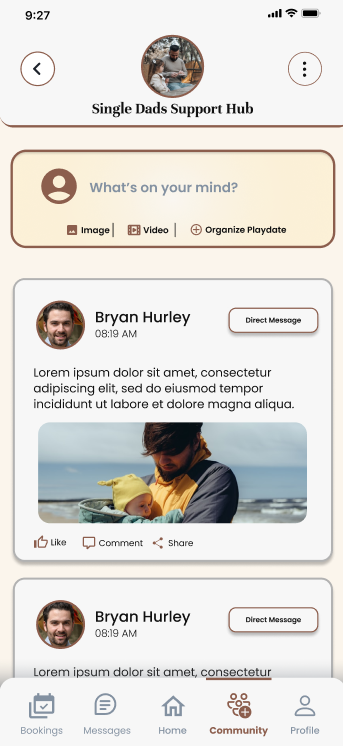 9:27
Single Dads Support Hub
What's on your mind?
Image
Video
Organize Playdate
Bryan Hurley
08:19 AM
Direct Message
Lorem ipsum dolor sit amet, consectetur
adipiscing elit, sed do eiusmod tempor
incididunt ut labore et dolore magna aliqua.
Like
Comment
Share
Bryan Hurley
08:19 AM
Direct Message
Lorem ipsum dolor sit amet, consectetur
Bookings
Messages
Home
Community
Profile